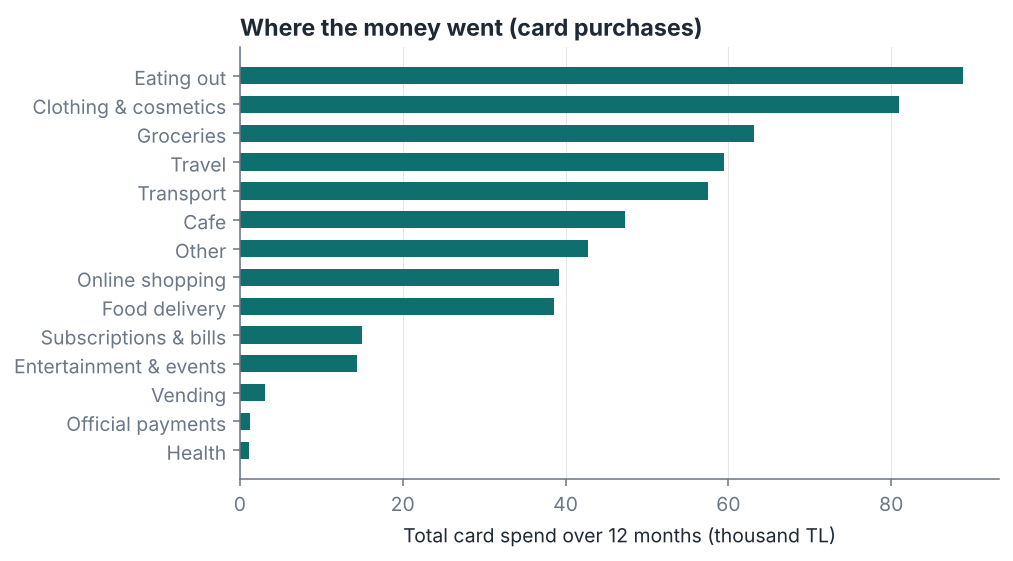 Where the money went (card purchases)
Eating out
Clothing & cosmetics
Groceries
Travel
Transport
Cafe
Other
Online shopping
Food delivery
Subscriptions & bills
Entertainment & events
Vending
Official payments
Health
0 20 40 60 80
Total card spend over 12 months (thousand TL)